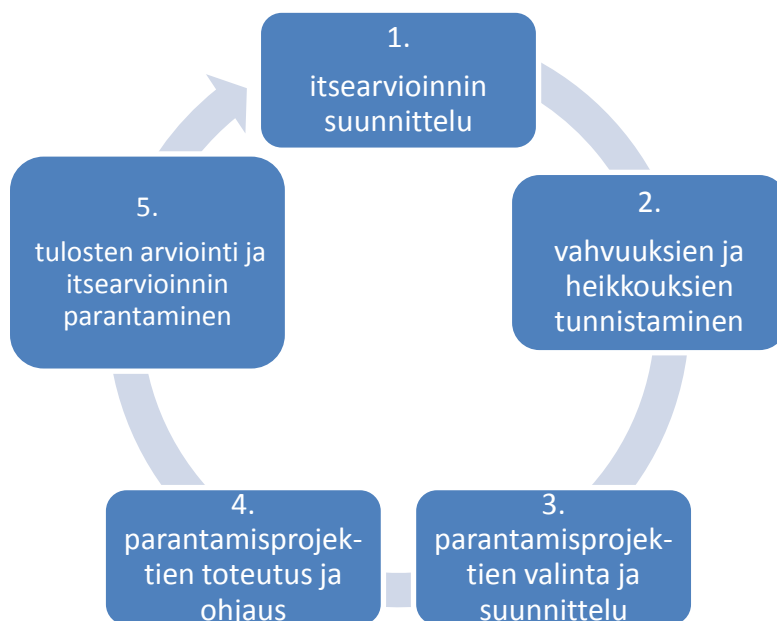 1.
itsearvioinnin
suunnittelu
2.
vahvuuksien ja
heikkouksien
tunnistaminen
3.
parantamisprojek-
tien valinta ja
suunnittelu
4.
parantamisprojek-
tien toteutus ja
ohjaus
5.
tulosten arviointi ja
itsearvioinnin
parantaminen